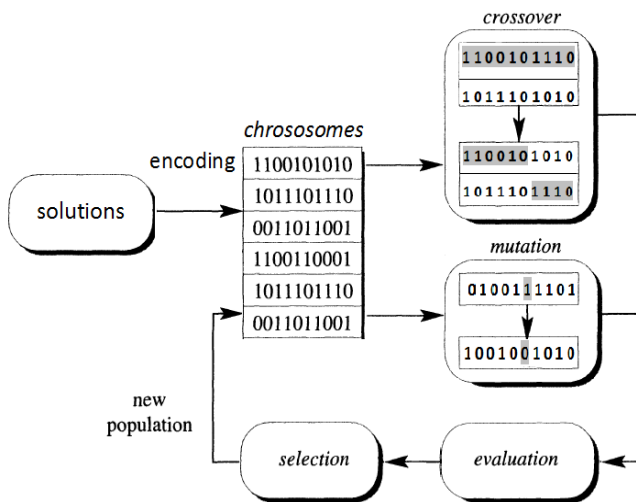 crossover
1100101110
1011101010
1100101010
1011101110
chrososomes
encoding
1100101010
1011101110
0011011001
1100110001
1011101110
0011011001
solutions
mutation
0100111101
1001001010
new
population
selection
evaluation